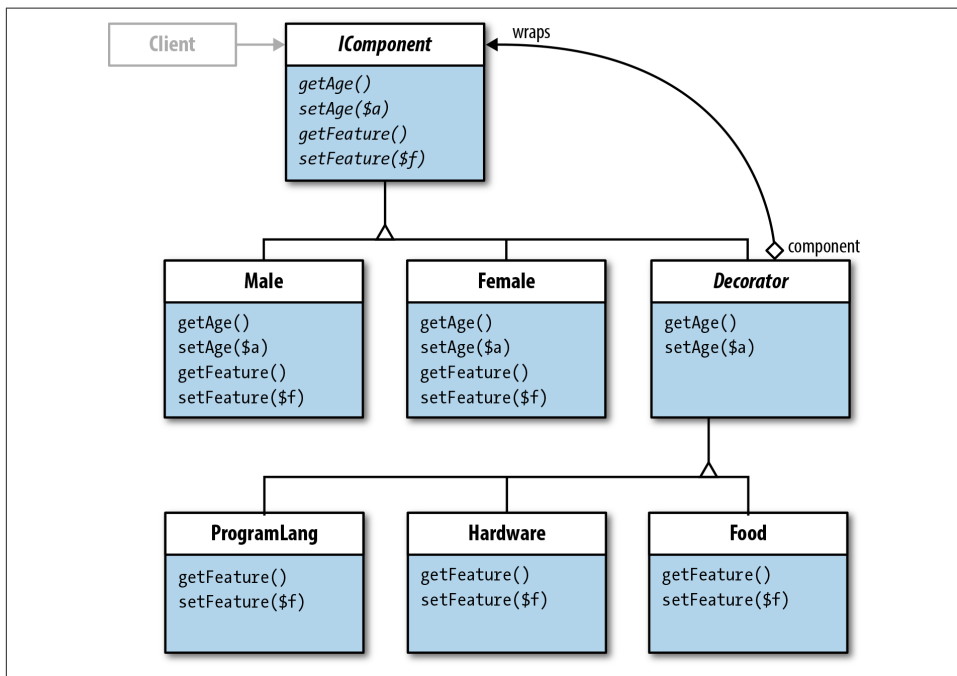 Client
IComponent
wraps
getAge()
setAge($a)
getFeature()
setFeature($f)
component
Male
getAge()
setAge($a)
getFeature()
setFeature($f)
Female
getAge()
setAge($a)
getFeature()
setFeature($f)
Decorator
getAge()
setAge($a)
ProgramLang
getFeature()
setFeature($f)
Hardware
getFeature()
setFeature($f)
Food
getFeature()
setFeature($f)